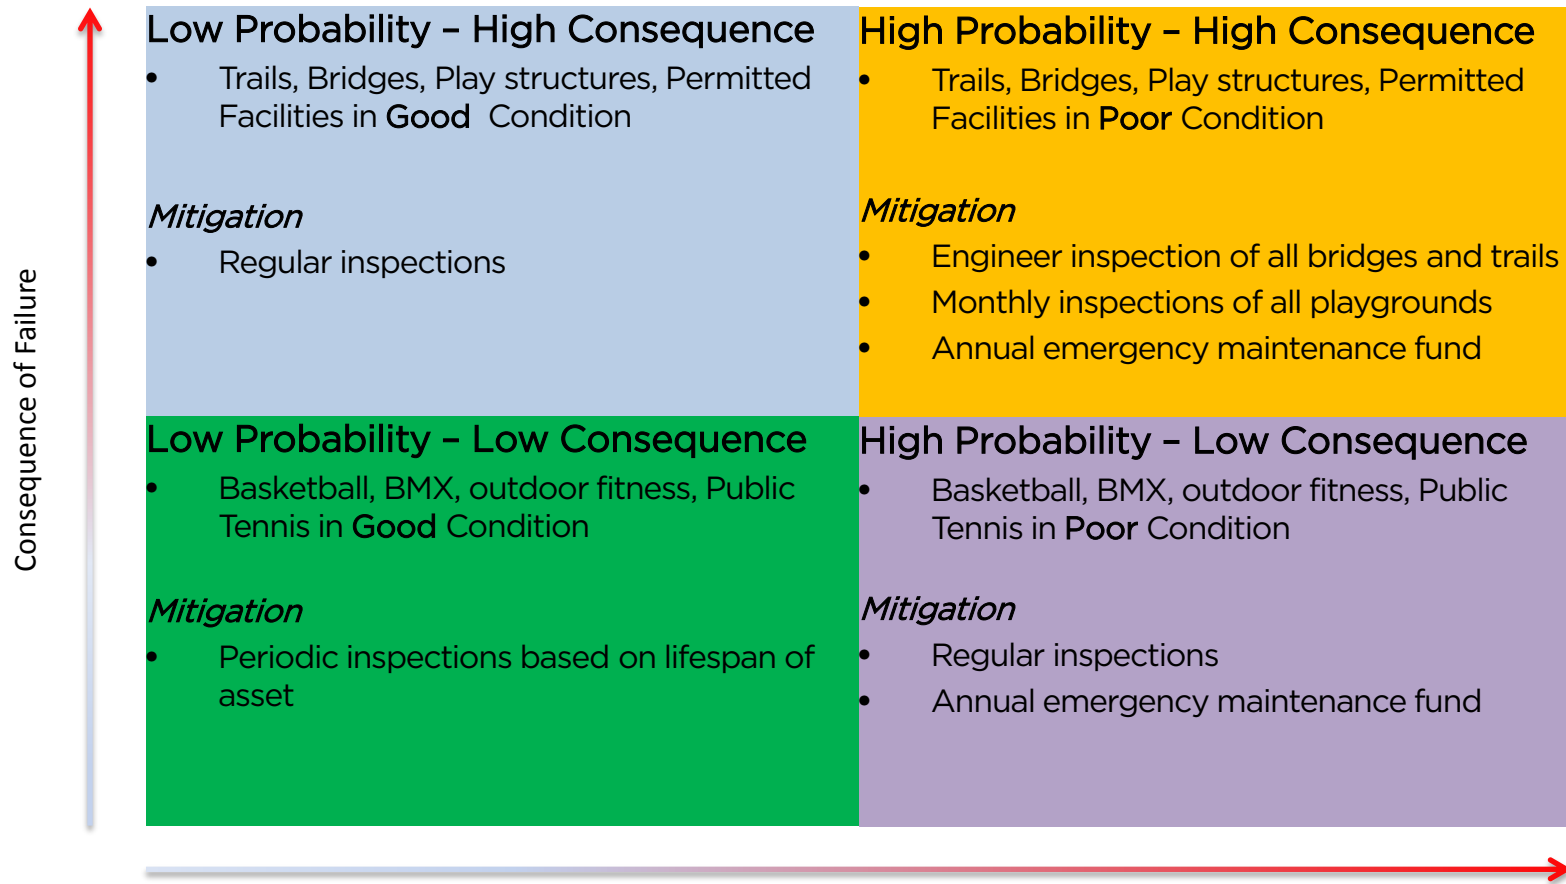 Consequence of Failure
Low Probability – High Consequence
• Trails, Bridges, Play structures, Permitted
Facilities in Good Condition
Mitigation
• Regular inspections
High Probability – High Consequence
• Trails, Bridges, Play structures, Permitted
Facilities in Poor Condition
Mitigation
• Engineer inspection of all bridges and trails
• Monthly inspections of all playgrounds
• Annual emergency maintenance fund
Low Probability – Low Consequence
• Basketball, BMX, outdoor fitness, Public
Tennis in Good Condition
Mitigation
• Periodic inspections based on lifespan of
asset
High Probability – Low Consequence
• Basketball, BMX, outdoor fitness, Public
Tennis in Poor Condition
Mitigation
• Regular inspections
• Annual emergency maintenance fund